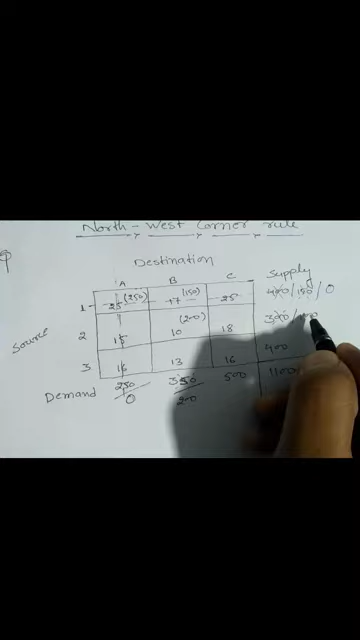 North-West Corner rule
Destination
A B C Supply
Source
1 25 (250) 17 (150) 25 400/150/0
2 15 10 (200) 18 300
3 16 13 16 400
Demand 250 350 500 1100
0 200